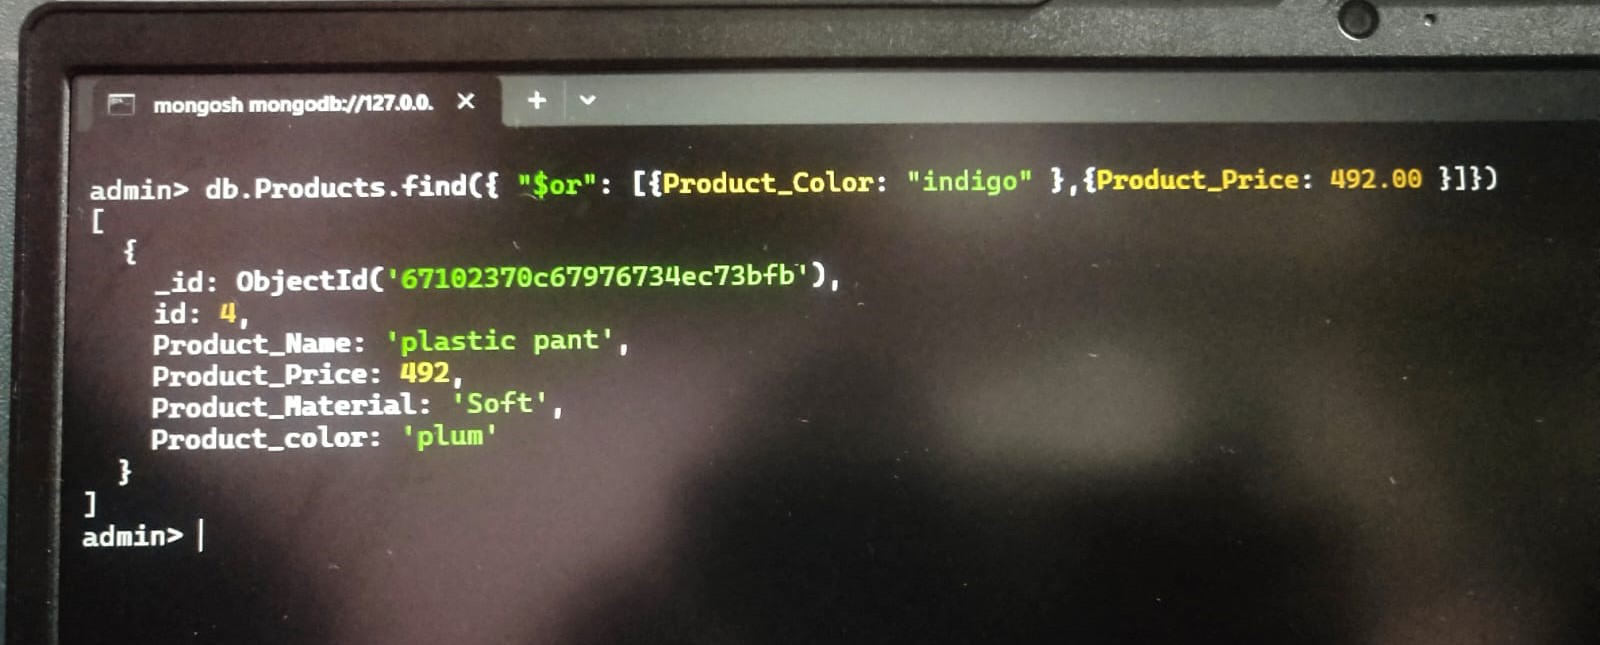 mongosh mongodb://127.0.0.
admin> db.Products.find({ "$or": [{Product_Color: "indigo" },{Product_Price: 492.00 }]})
[
  {
    _id: ObjectId('67102370c67976734ec73bfb'),
    id: 4,
    Product_Name: 'plastic pant',
    Product_Price: 492,
    Product_Material: 'Soft',
    Product_color: 'plum'
  }
]
admin>